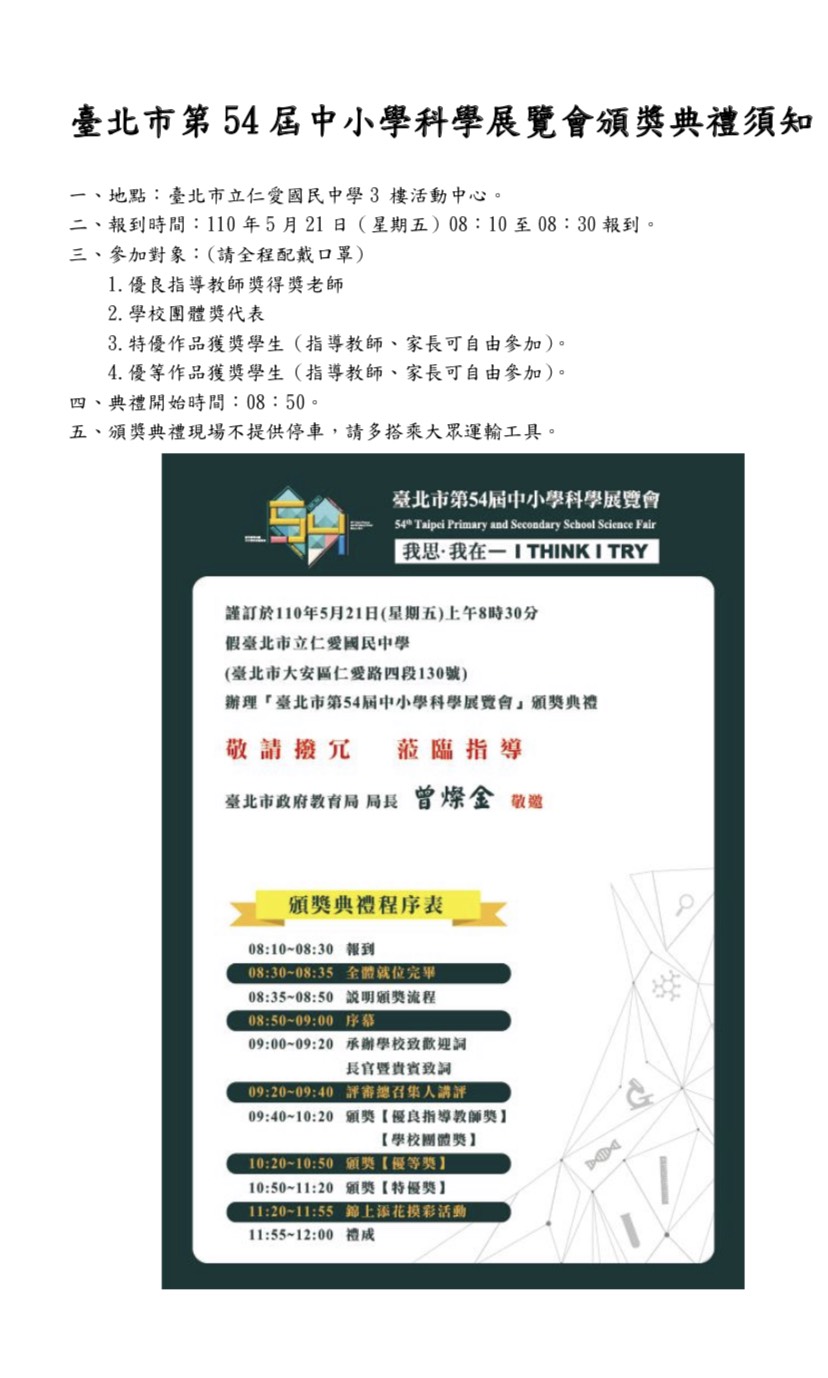 臺北市第 54 屆中小學科學展覽會頒獎典禮須知
一、地點：臺北市立仁愛國民中學 3 樓活動中心。
二、報到時間：110 年 5 月 21 日（星期五）08：10 至 08：30 報到。
三、參加對象：(請全程配戴口罩)
1.優良指導教師獎得獎老師
2.學校團體獎代表
3.特優作品獲獎學生（指導教師、家長可自由參加)。
4.優等作品獲獎學生（指導教師、家長可自由參加)。
四、典禮開始時間：08：50。
五、頒獎典禮現場不提供停車，請多搭乘大眾運輸工具。
54
臺北市第54屆中小學科學展覽會
54th Taipei Primary and Secondary School Science Fair
我思·我在一 I THINK I TRY
謹訂於110年5月21日(星期五)上午8時30分
假臺北市立仁愛國民中學
(臺北市大安區仁愛路四段130號)
辦理『臺北市第54屆中小學科學展覽會』頒獎典禮
敬請撥冗 蒞臨指導
臺北市政府教育局 局長 曾燦金 敬邀
頒獎典禮程序表
08:10~08:30 報到
08:30~08:35 全體就位完畢
08:35~08:50 説明頒獎流程
08:50~09:00 序幕
09:00~09:20 承辦學校致歡迎詞
長官暨貴賓致詞
09:20~09:40 評審總召集人講評
09:40~10:20 頒獎【優良指導教師獎】
【學校團體獎】
10:20~10:50 頒獎【優等獎】
10:50~11:20 頒獎【特優獎】
11:20~11:55 錦上添花摸彩活動
11:55~12:00 禮成